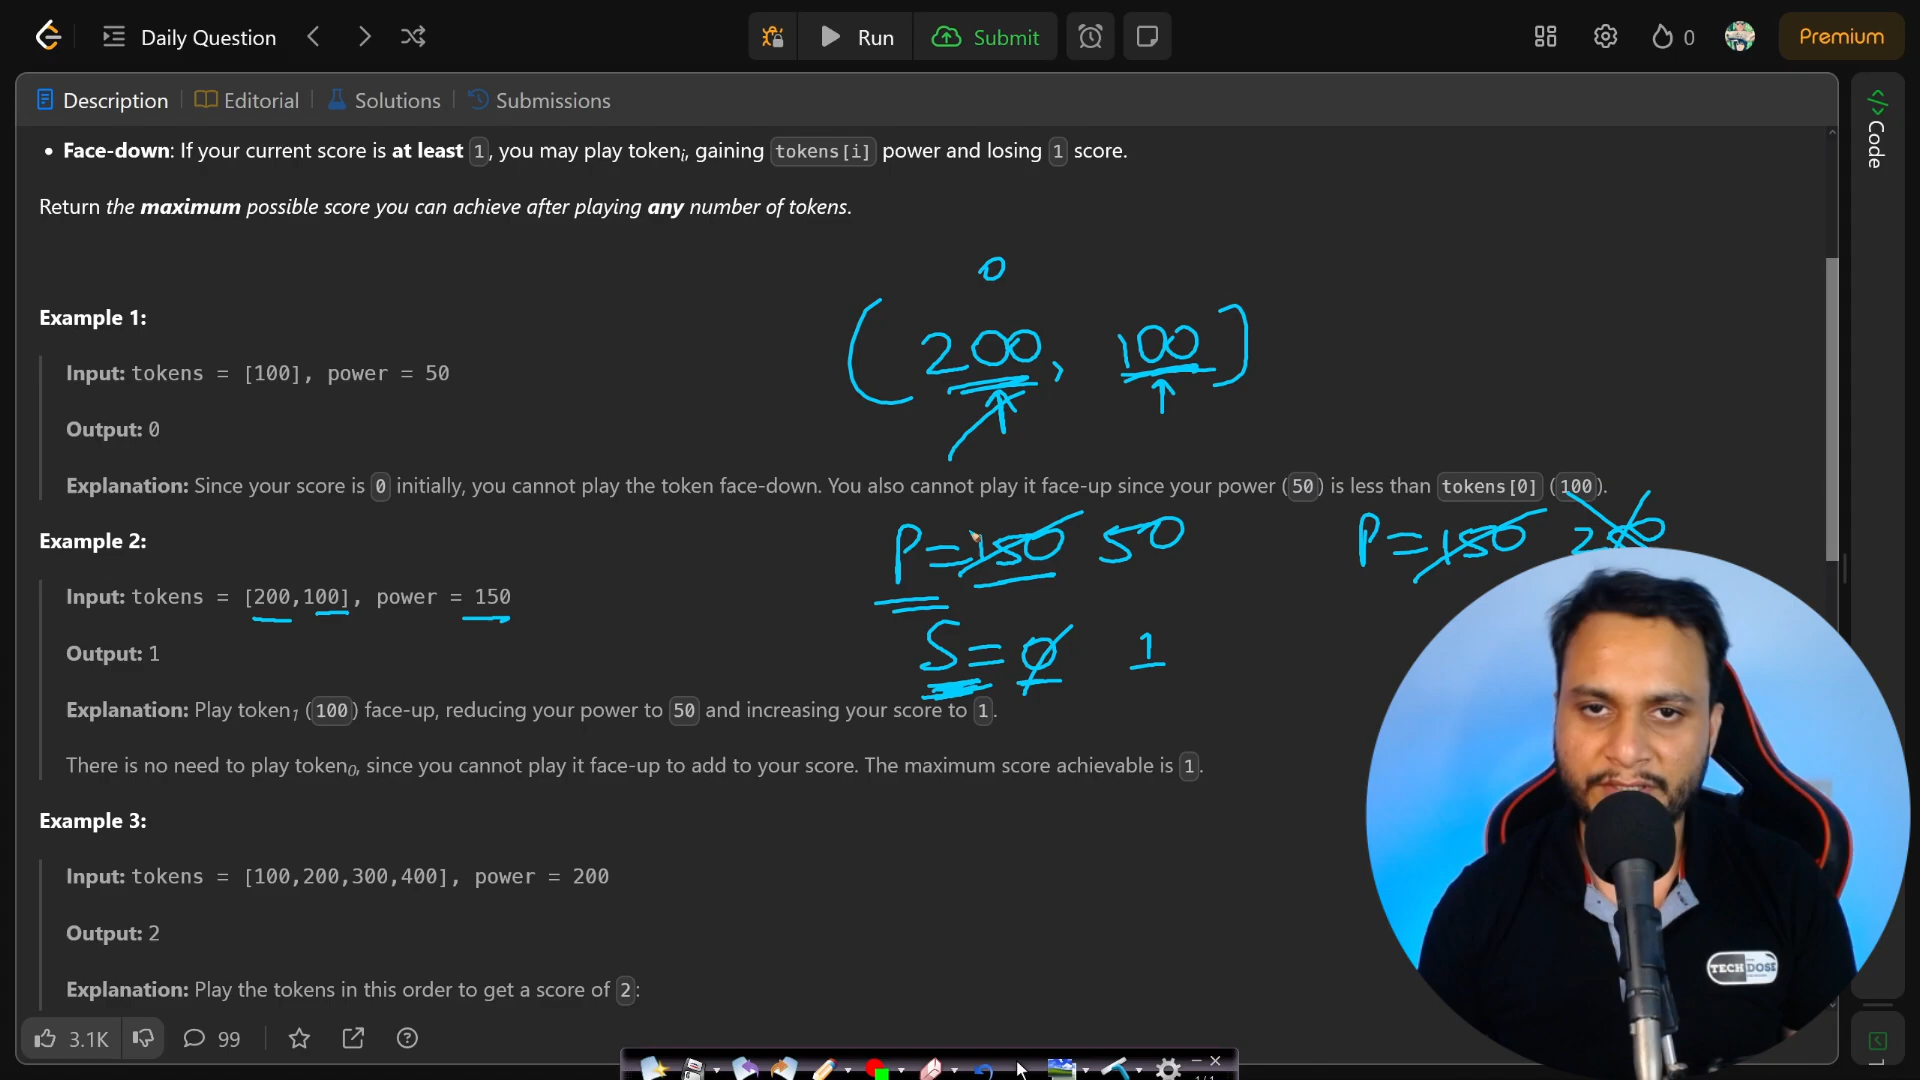 Daily Question
Run
Submit
0
Premium
Description
Editorial
Solutions
Submissions
Code
• Face-down: If your current score is at least 1, you may play tokenᵢ, gaining tokens[i] power and losing 1 score.
Return the maximum possible score you can achieve after playing any number of tokens.
0
Example 1:
(200, 100]
Input: tokens = [100], power = 50
Output: 0
Explanation: Since your score is 0 initially, you cannot play the token face-down. You also cannot play it face-up since your power (50) is less than tokens[0] (100).
P = 150 50
P = 150
Example 2:
Input: tokens = [200,100], power = 150
S = 0 1
Output: 1
Explanation: Play token₁ (100) face-up, reducing your power to 50 and increasing your score to 1.
There is no need to play token₀, since you cannot play it face-up to add to your score. The maximum score achievable is 1.
Example 3:
Input: tokens = [100,200,300,400], power = 200
Output: 2
Explanation: Play the tokens in this order to get a score of 2:
TECH DOSE
3.1K
99